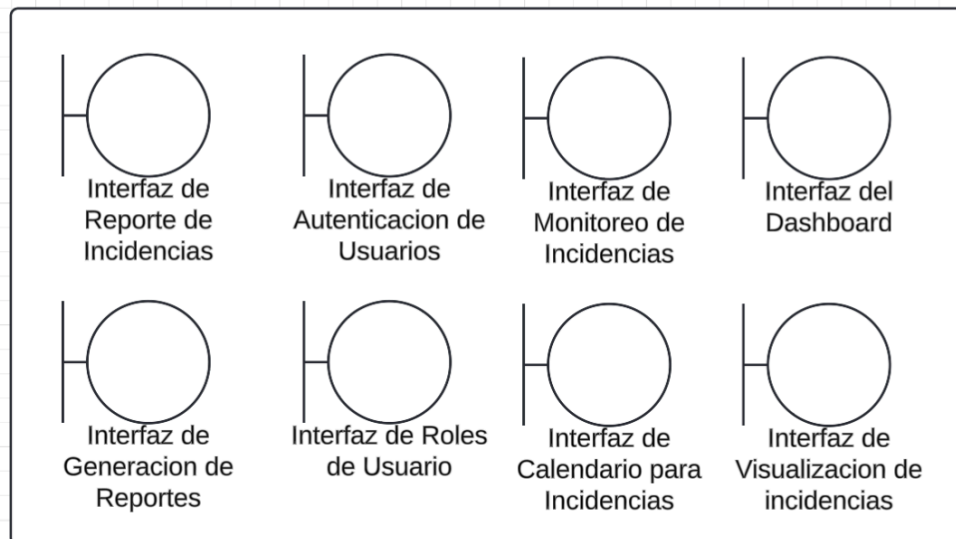 Interfaz de
Reporte de
Incidencias
Interfaz de
Autenticacion de
Usuarios
Interfaz de
Monitoreo de
Incidencias
Interfaz del
Dashboard
Interfaz de
Generacion de
Reportes
Interfaz de Roles
de Usuario
Interfaz de
Calendario para
Incidencias
Interfaz de
Visualizacion de
incidencias